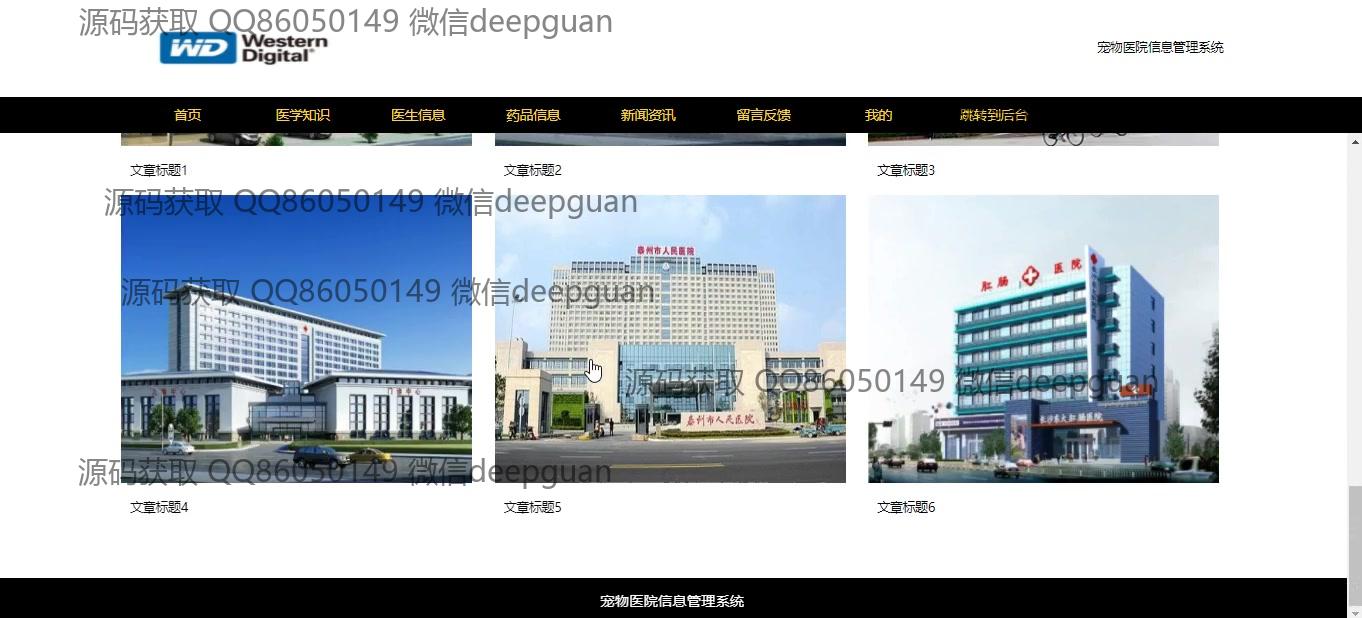 源码获取 QQ86050149 微信deepguan
WD Western Digital®
宠物医院信息管理系统
首页 医学知识 医生信息 药品信息 新闻资讯 留言反馈 我的 跳转到后台
文章标题1 文章标题2 文章标题3
源码获取 QQ86050149 微信deepguan
泰州市人民医院
肛肠 医院
源码获取 QQ86050149 微信deepguan
源码获取 QQ86050149 微信deepguan
泰州市人民医院
源码获取 QQ86050149 微信deepguan
文章标题4 文章标题5 文章标题6
宠物医院信息管理系统